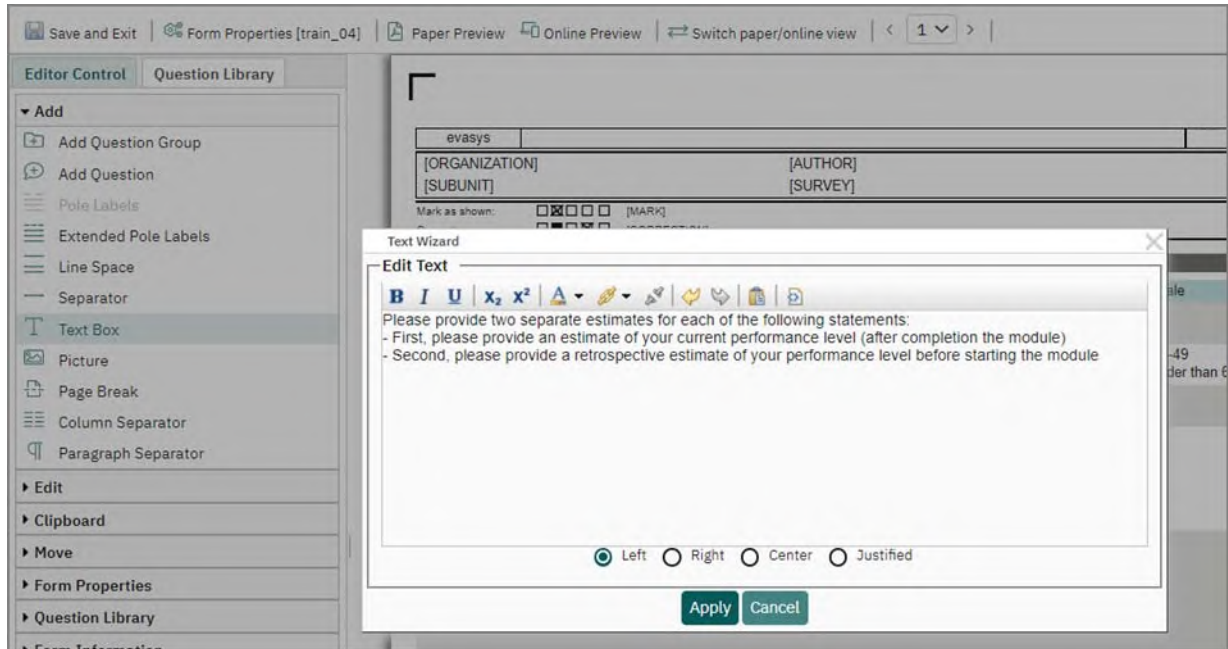 Save and Exit
Form Properties [train_04]
Paper Preview
Online Preview
Switch paper/online view
< 1 >
Editor Control
Question Library
Add
Add Question Group
Add Question
Pole Labels
Extended Pole Labels
Line Space
Separator
Text Box
Picture
Page Break
Column Separator
Paragraph Separator
Edit
Clipboard
Move
Form Properties
Question Library
evasys
[ORGANIZATION]
[AUTHOR]
[SUBUNIT]
[SURVEY]
Mark as shown:
[MARK]
Text Wizard
Edit Text
B I U X₂ X² A
Please provide two separate estimates for each of the following statements:
- First, please provide an estimate of your current performance level (after completion the module)
- Second, please provide a retrospective estimate of your performance level before starting the module
Left
Right
Center
Justified
Apply
Cancel
-49